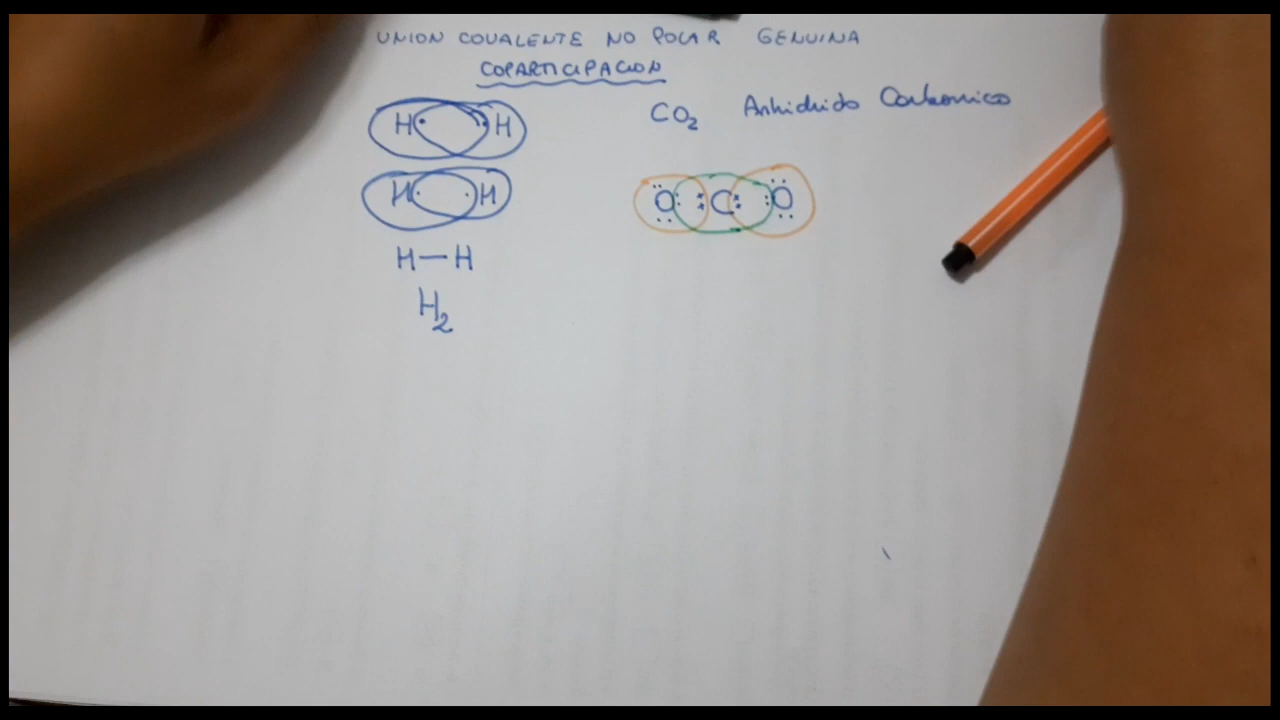 UNION COVALENTE NO POLAR GENUINA
COPARTICIPACION
H H
H H
H—H
H₂
CO₂ Anhidrido Carbonico
O C O